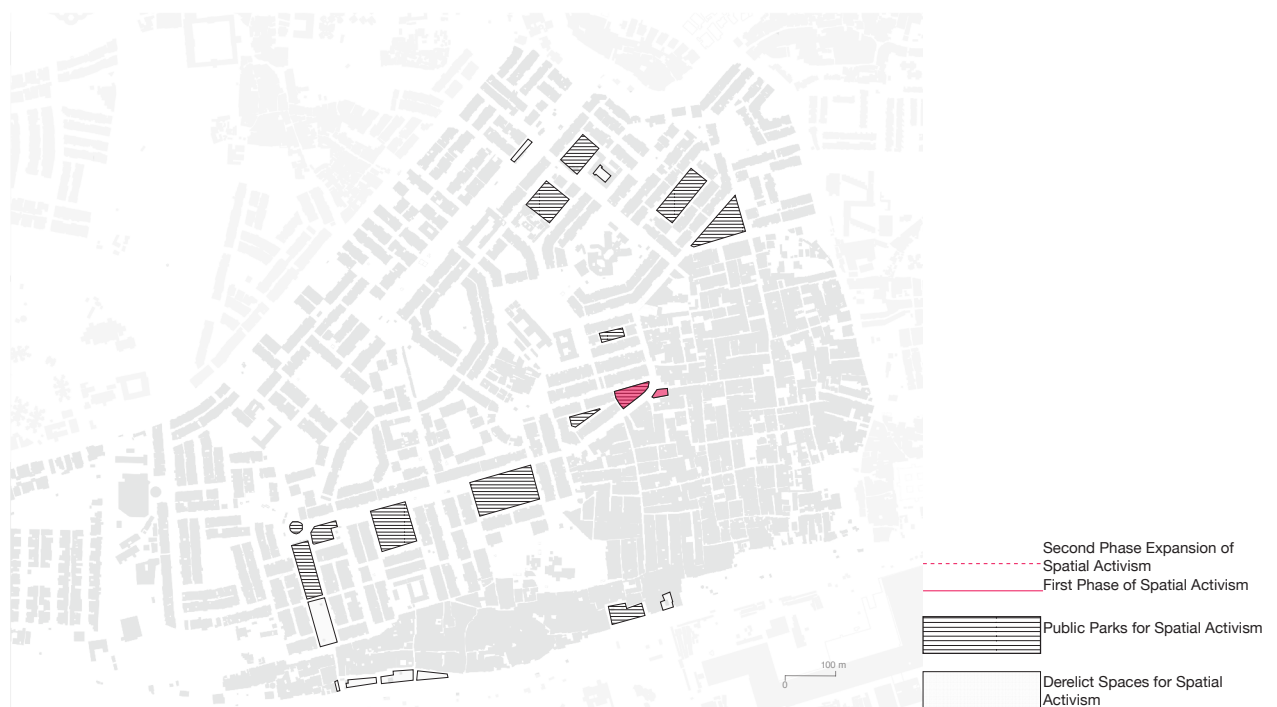 Second Phase Expansion of
Spatial Activism
First Phase of Spatial Activism
Public Parks for Spatial Activism
100 m
0
Derelict Spaces for Spatial
Activism